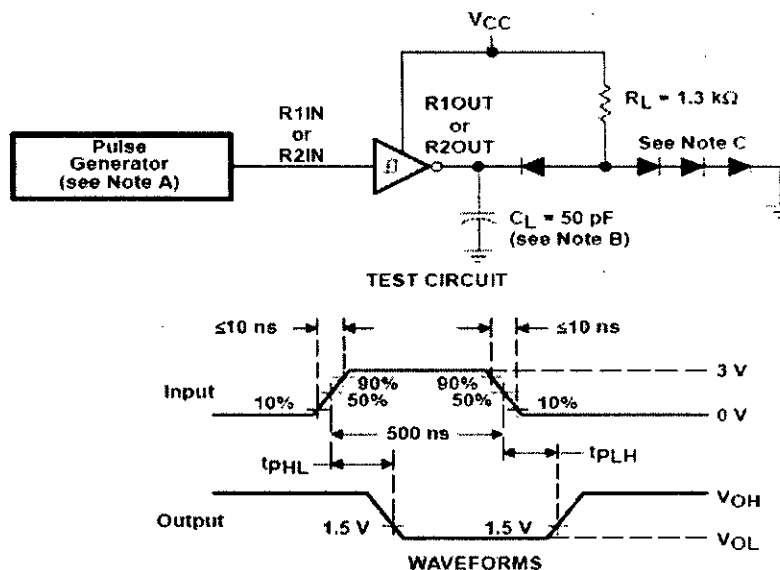 VCC
RL = 1.3 kΩ
R1IN
or
R2IN
R1OUT
or
R2OUT
See Note C
Pulse
Generator
(see Note A)
CL = 50 pF
(see Note B)
TEST CIRCUIT
≤10 ns
≤10 ns
Input
10%
90%
50%
90%
50%
10%
3 V
0 V
500 ns
tPHL
tPLH
Output
1.5 V
1.5 V
VOH
VOL
WAVEFORMS